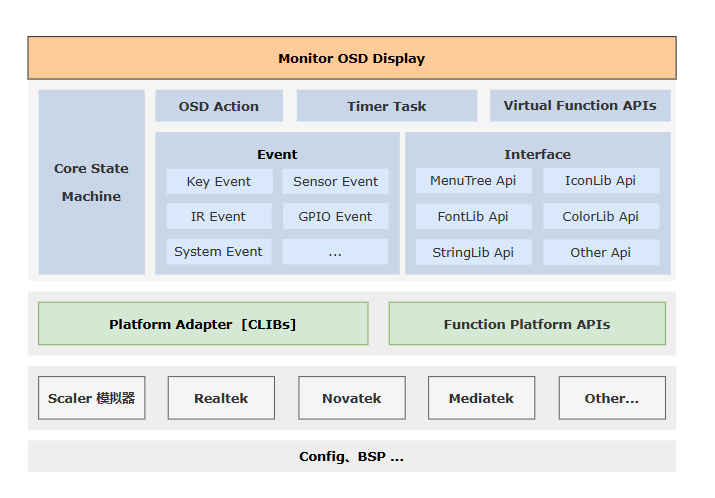 Monitor OSD Display
Core State
Machine
OSD Action
Timer Task
Virtual Function APIs
Event
Key Event
Sensor Event
IR Event
GPIO Event
System Event
...
Interface
MenuTree Api
IconLib Api
FontLib Api
ColorLib Api
StringLib Api
Other Api
Platform Adapter [CLIBs]
Function Platform APIs
Scaler 模拟器
Realtek
Novatek
Mediatek
Other...
Config、BSP ...